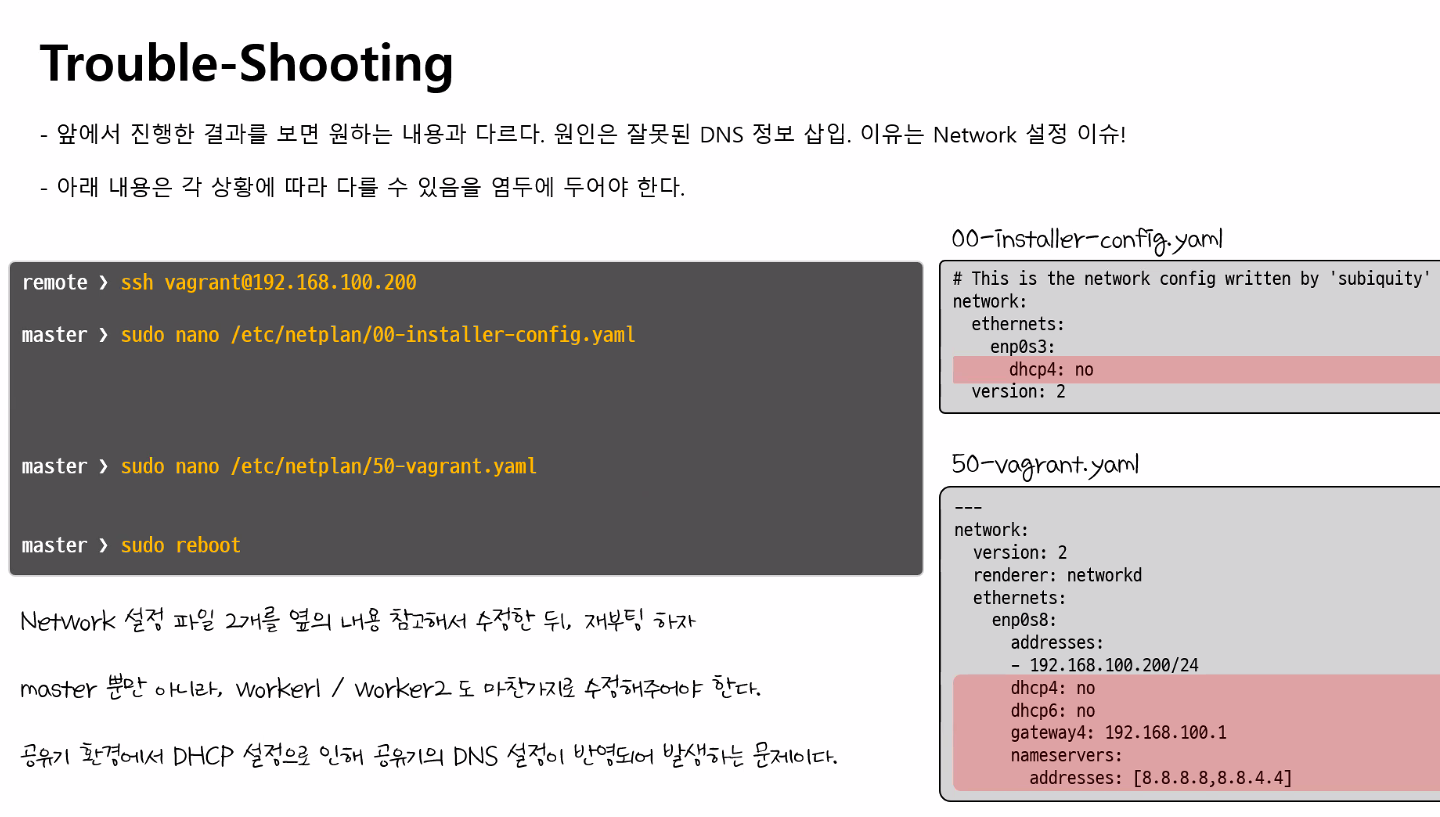 Trouble-Shooting
- 앞에서 진행한 결과를 보면 원하는 내용과 다르다. 원인은 잘못된 DNS 정보 삽입. 이유는 Network 설정 이슈!
- 아래 내용은 각 상황에 따라 다를 수 있음을 염두에 두어야 한다.
remote ❯ ssh vagrant@192.168.100.200
master ❯ sudo nano /etc/netplan/00-installer-config.yaml
master ❯ sudo nano /etc/netplan/50-vagrant.yaml
master ❯ sudo reboot
Network 설정 파일 2개를 옆의 내용 참고해서 수정한 뒤, 재부팅 하자
master 뿐만 아니라, worker1 / worker2 도 마찬가지로 수정해주어야 한다.
공유기 환경에서 DHCP 설정으로 인해 공유기의 DNS 설정이 반영되어 발생하는 문제이다.
00-installer-config.yaml
# This is the network config written by 'subiquity'
network:
  ethernets:
    enp0s3:
      dhcp4: no
  version: 2
50-vagrant.yaml
---
network:
  version: 2
  renderer: networkd
  ethernets:
    enp0s8:
      addresses:
      - 192.168.100.200/24
      dhcp4: no
      dhcp6: no
      gateway4: 192.168.100.1
      nameservers:
        addresses: [8.8.8.8,8.8.4.4]